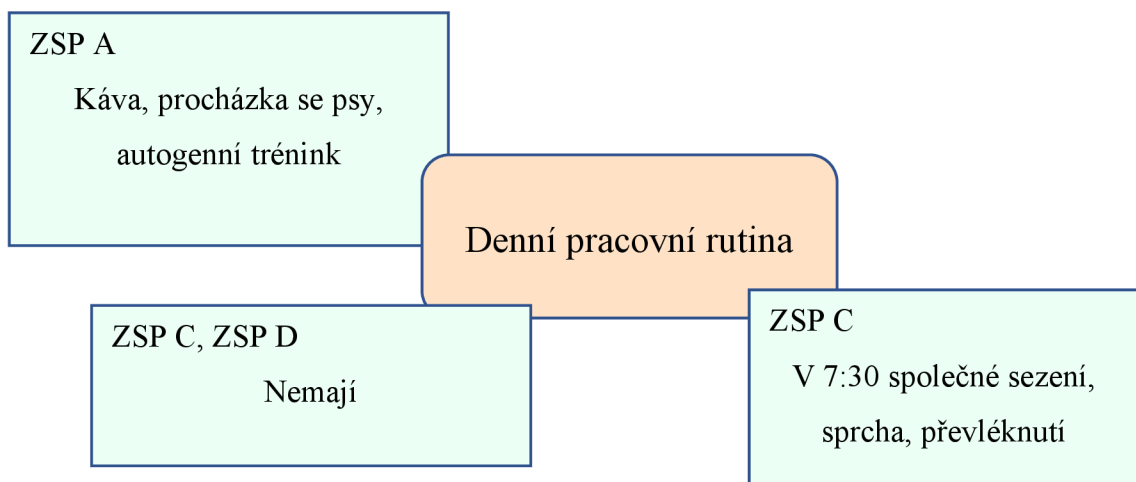 ZSP A
Káva, procházka se psy,
autogenní trénink
Denní pracovní rutina
ZSP C, ZSP D
Nemají
ZSP C
V 7:30 společné sezení,
sprcha, převléknutí